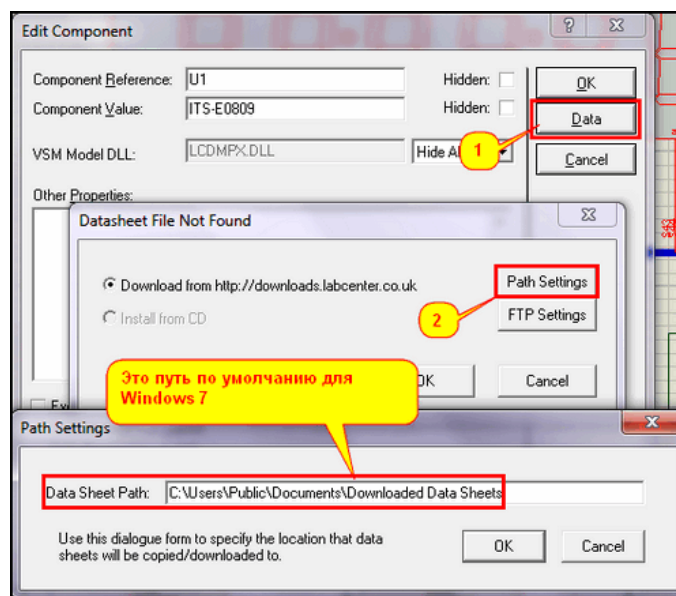 Edit Component
Component Reference: U1 Hidden: OK
Component Value: ITS-E0809 Hidden: Data
1
VSM Model DLL: LCDMPX.DLL Hide Cancel
Other Properties:
Datasheet File Not Found
Download from http://downloads.labcenter.co.uk Path Settings
Install from CD 2 FTP Settings
Cancel
Это путь по умолчанию для
Windows 7
Path Settings
Data Sheet Path: C:\Users\Public\Documents\Downloaded Data Sheets
Use this dialogue form to specify the location that data
sheets will be copied/downloaded to.
OK Cancel